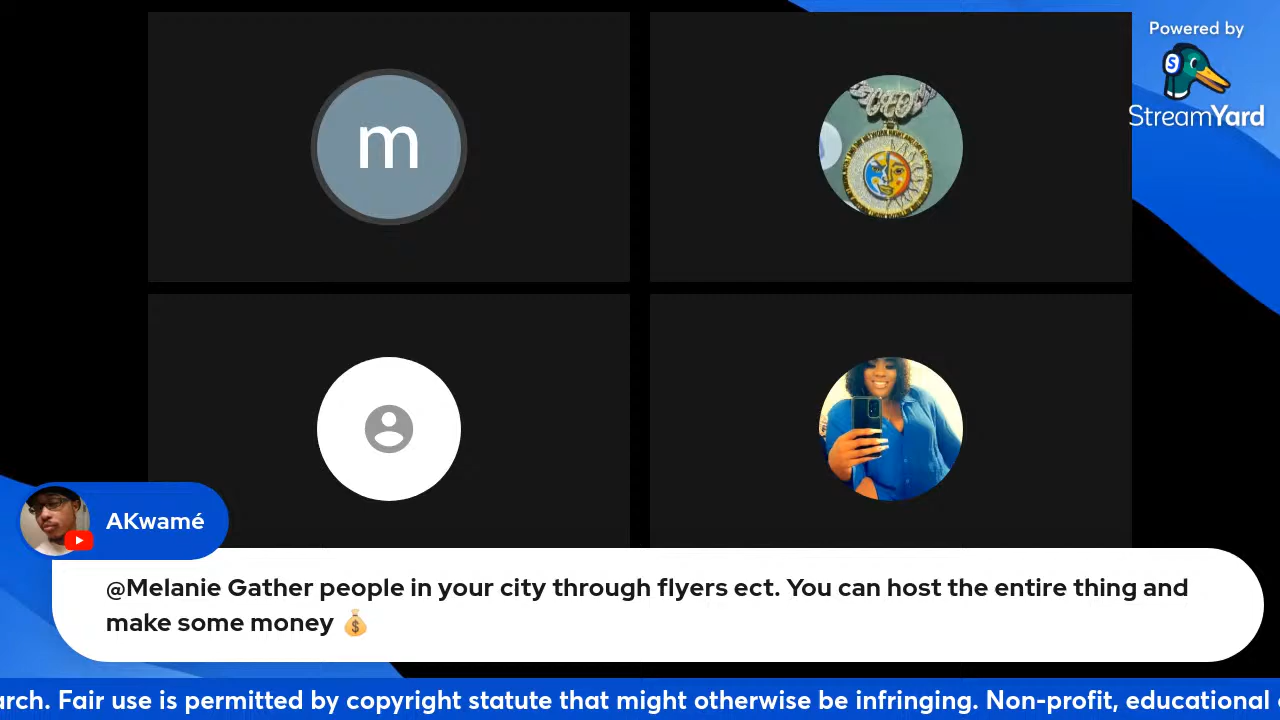 Powered by
StreamYard
m
CEO
AKwamé
@Melanie Gather people in your city through flyers ect. You can host the entire thing and
make some money 💰
arch. Fair use is permitted by copyright statute that might otherwise be infringing. Non-profit, educational